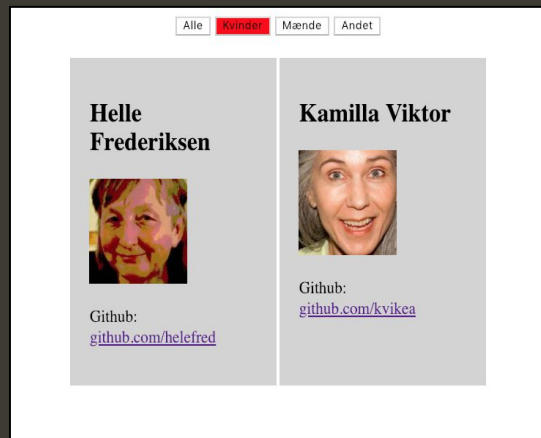 Alle Kvinder Mænde Andet
Helle
Frederiksen
Github:
github.com/helefred
Kamilla Viktor
Github:
github.com/kvikea